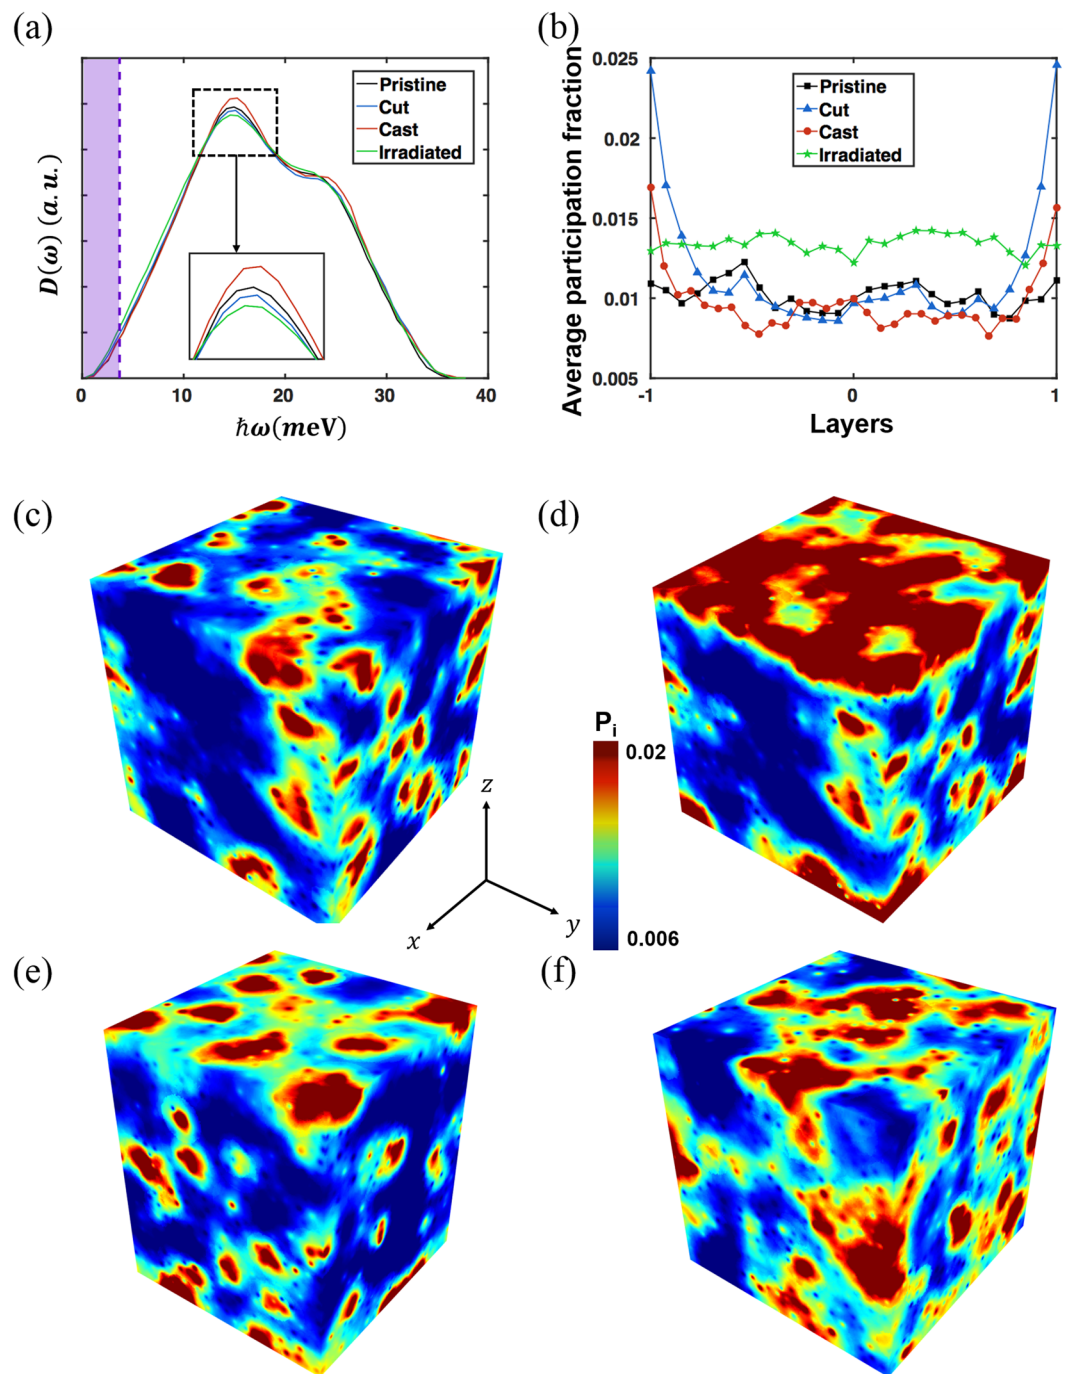 (a)
D(ω) (a.u.)
Pristine
Cut
Cast
Irradiated
0 10 20 30 40
ħω(meV)
(b)
Average participation fraction
0.025
0.02
0.015
0.01
0.005
Pristine
Cut
Cast
Irradiated
-1 0 1
Layers
(c)
(d)
P_i
0.02
0.006
z
x
y
(e)
(f)